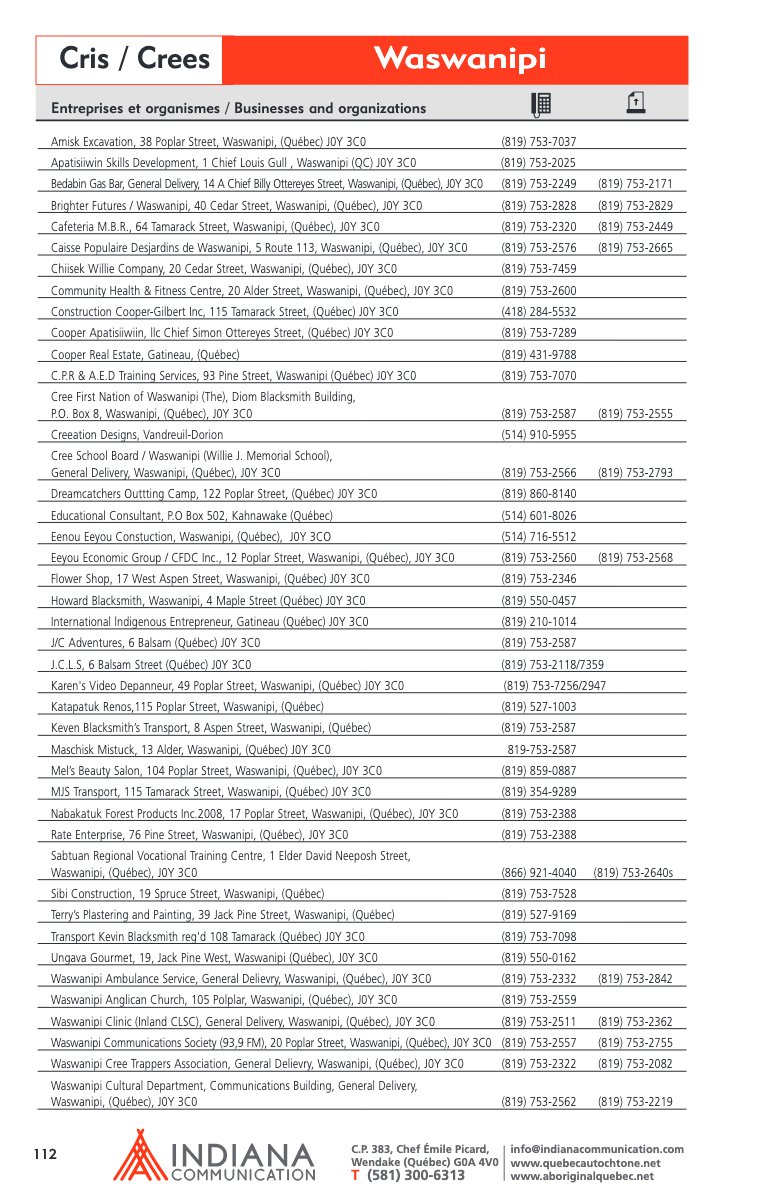 Cris / Crees
Waswanipi
Entreprises et organismes / Businesses and organizations
Amisk Excavation, 38 Poplar Street, Waswanipi, (Québec) J0Y 3C0 (819) 753-7037
Apatisiiwin Skills Development, 1 Chief Louis Gull , Waswanipi (QC) J0Y 3C0 (819) 753-2025
Bedabin Gas Bar, General Delivery, 14 A Chief Billy Ottereyes Street, Waswanipi, (Québec), J0Y 3C0 (819) 753-2249 (819) 753-2171
Brighter Futures / Waswanipi, 40 Cedar Street, Waswanipi, (Québec), J0Y 3C0 (819) 753-2828 (819) 753-2829
Cafeteria M.B.R., 64 Tamarack Street, Waswanipi, (Québec), J0Y 3C0 (819) 753-2320 (819) 753-2449
Caisse Populaire Desjardins de Waswanipi, 5 Route 113, Waswanipi, (Québec), J0Y 3C0 (819) 753-2576 (819) 753-2665
Chiisek Willie Company, 20 Cedar Street, Waswanipi, (Québec), J0Y 3C0 (819) 753-7459
Community Health & Fitness Centre, 20 Alder Street, Waswanipi, (Québec), J0Y 3C0 (819) 753-2600
Construction Cooper-Gilbert Inc, 115 Tamarack Street, (Québec) J0Y 3C0 (418) 284-5532
Cooper Apatisiiwiin, llc Chief Simon Ottereyes Street, (Québec) J0Y 3C0 (819) 753-7289
Cooper Real Estate, Gatineau, (Québec) (819) 431-9788
C.P.R & A.E.D Training Services, 93 Pine Street, Waswanipi (Québec) J0Y 3C0 (819) 753-7070
Cree First Nation of Waswanipi (The), Diom Blacksmith Building,
P.O. Box 8, Waswanipi, (Québec), J0Y 3C0 (819) 753-2587 (819) 753-2555
Creeation Designs, Vandreuil-Dorion (514) 910-5955
Cree School Board / Waswanipi (Willie J. Memorial School),
General Delivery, Waswanipi, (Québec), J0Y 3C0 (819) 753-2566 (819) 753-2793
Dreamcatchers Outtting Camp, 122 Poplar Street, (Québec) J0Y 3C0 (819) 860-8140
Educational Consultant, P.O Box 502, Kahnawake (Québec) (514) 601-8026
Eenou Eeyou Constuction, Waswanipi, (Québec), J0Y 3CO (514) 716-5512
Eeyou Economic Group / CFDC Inc., 12 Poplar Street, Waswanipi, (Québec), J0Y 3C0 (819) 753-2560 (819) 753-2568
Flower Shop, 17 West Aspen Street, Waswanipi, (Québec) J0Y 3C0 (819) 753-2346
Howard Blacksmith, Waswanipi, 4 Maple Street (Québec) J0Y 3C0 (819) 550-0457
International Indigenous Entrepreneur, Gatineau (Québec) J0Y 3C0 (819) 210-1014
J/C Adventures, 6 Balsam (Québec) J0Y 3C0 (819) 753-2587
J.C.L.S, 6 Balsam Street (Québec) J0Y 3C0 (819) 753-2118/7359
Karen's Video Depanneur, 49 Poplar Street, Waswanipi, (Québec) J0Y 3C0 (819) 753-7256/2947
Katapatuk Renos,115 Poplar Street, Waswanipi, (Québec) (819) 527-1003
Keven Blacksmith's Transport, 8 Aspen Street, Waswanipi, (Québec) (819) 753-2587
Maschisk Mistuck, 13 Alder, Waswanipi, (Québec) J0Y 3C0 819-753-2587
Mel's Beauty Salon, 104 Poplar Street, Waswanipi, (Québec), J0Y 3C0 (819) 859-0887
MJS Transport, 115 Tamarack Street, Waswanipi, (Québec) J0Y 3C0 (819) 354-9289
Nabakatuk Forest Products Inc.2008, 17 Poplar Street, Waswanipi, (Québec), J0Y 3C0 (819) 753-2388
Rate Enterprise, 76 Pine Street, Waswanipi, (Québec), J0Y 3C0 (819) 753-2388
Sabtuan Regional Vocational Training Centre, 1 Elder David Neeposh Street,
Waswanipi, (Québec), J0Y 3C0 (866) 921-4040 (819) 753-2640s
Sibi Construction, 19 Spruce Street, Waswanipi, (Québec) (819) 753-7528
Terry's Plastering and Painting, 39 Jack Pine Street, Waswanipi, (Québec) (819) 527-9169
Transport Kevin Blacksmith reg'd 108 Tamarack (Québec) J0Y 3C0 (819) 753-7098
Ungava Gourmet, 19, Jack Pine West, Waswanipi (Québec), J0Y 3C0 (819) 550-0162
Waswanipi Ambulance Service, General Delievry, Waswanipi, (Québec), J0Y 3C0 (819) 753-2332 (819) 753-2842
Waswanipi Anglican Church, 105 Polplar, Waswanipi, (Québec), J0Y 3C0 (819) 753-2559
Waswanipi Clinic (Inland CLSC), General Delivery, Waswanipi, (Québec), J0Y 3C0 (819) 753-2511 (819) 753-2362
Waswanipi Communications Society (93,9 FM), 20 Poplar Street, Waswanipi, (Québec), J0Y 3C0 (819) 753-2557 (819) 753-2755
Waswanipi Cree Trappers Association, General Delievry, Waswanipi, (Québec), J0Y 3C0 (819) 753-2322 (819) 753-2082
Waswanipi Cultural Department, Communications Building, General Delivery,
Waswanipi, (Québec), J0Y 3C0 (819) 753-2562 (819) 753-2219
112
INDIANA
COMMUNICATION
C.P. 383, Chef Émile Picard,
Wendake (Québec) G0A 4V0
T (581) 300-6313
info@indianacommunication.com
www.quebecautochtone.net
www.aboriginalquebec.net